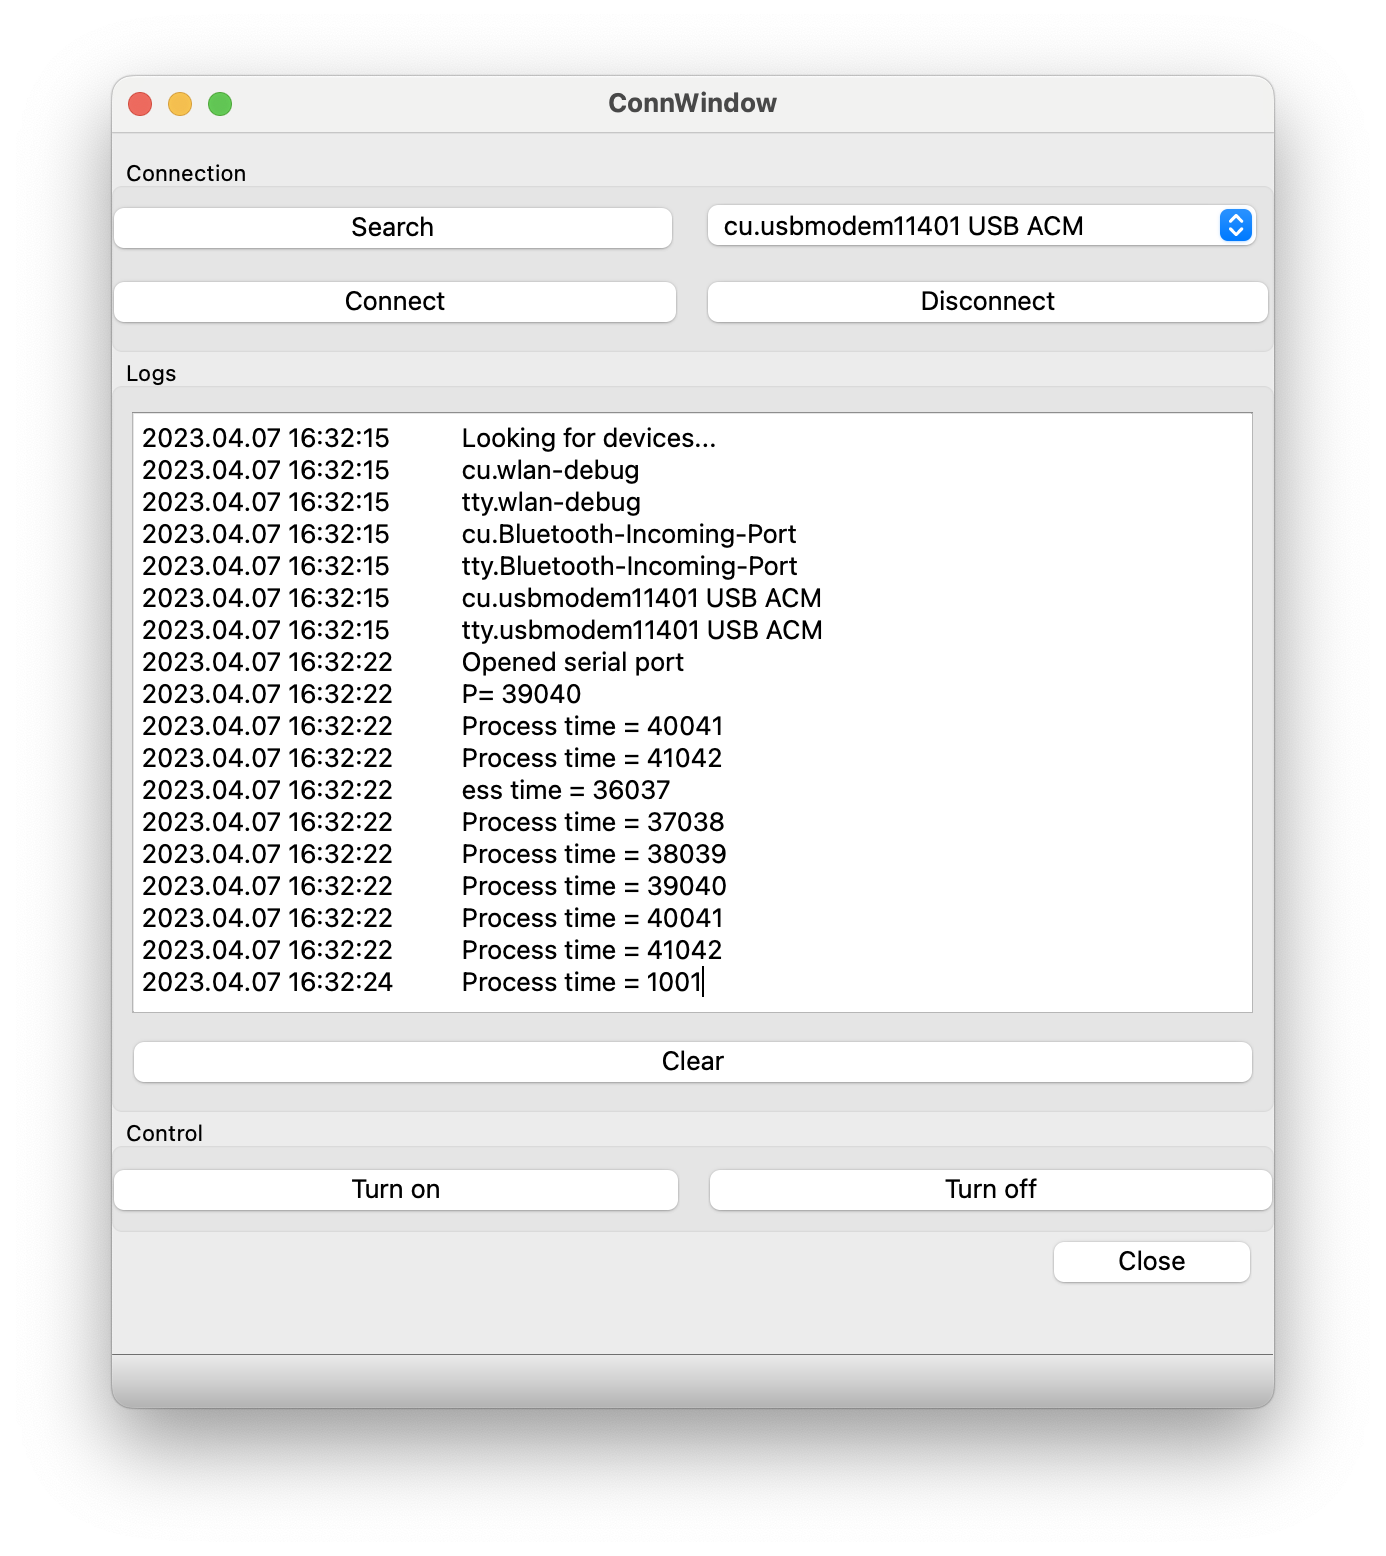 ConnWindow
Connection
Search cu.usbmodem11401 USB ACM
Connect Disconnect
Logs
2023.04.07 16:32:15 Looking for devices...
2023.04.07 16:32:15 cu.wlan-debug
2023.04.07 16:32:15 tty.wlan-debug
2023.04.07 16:32:15 cu.Bluetooth-Incoming-Port
2023.04.07 16:32:15 tty.Bluetooth-Incoming-Port
2023.04.07 16:32:15 cu.usbmodem11401 USB ACM
2023.04.07 16:32:15 tty.usbmodem11401 USB ACM
2023.04.07 16:32:22 Opened serial port
2023.04.07 16:32:22 P= 39040
2023.04.07 16:32:22 Process time = 40041
2023.04.07 16:32:22 Process time = 41042
2023.04.07 16:32:22 ess time = 36037
2023.04.07 16:32:22 Process time = 37038
2023.04.07 16:32:22 Process time = 38039
2023.04.07 16:32:22 Process time = 39040
2023.04.07 16:32:22 Process time = 40041
2023.04.07 16:32:22 Process time = 41042
2023.04.07 16:32:24 Process time = 1001
Clear
Control
Turn on Turn off
Close